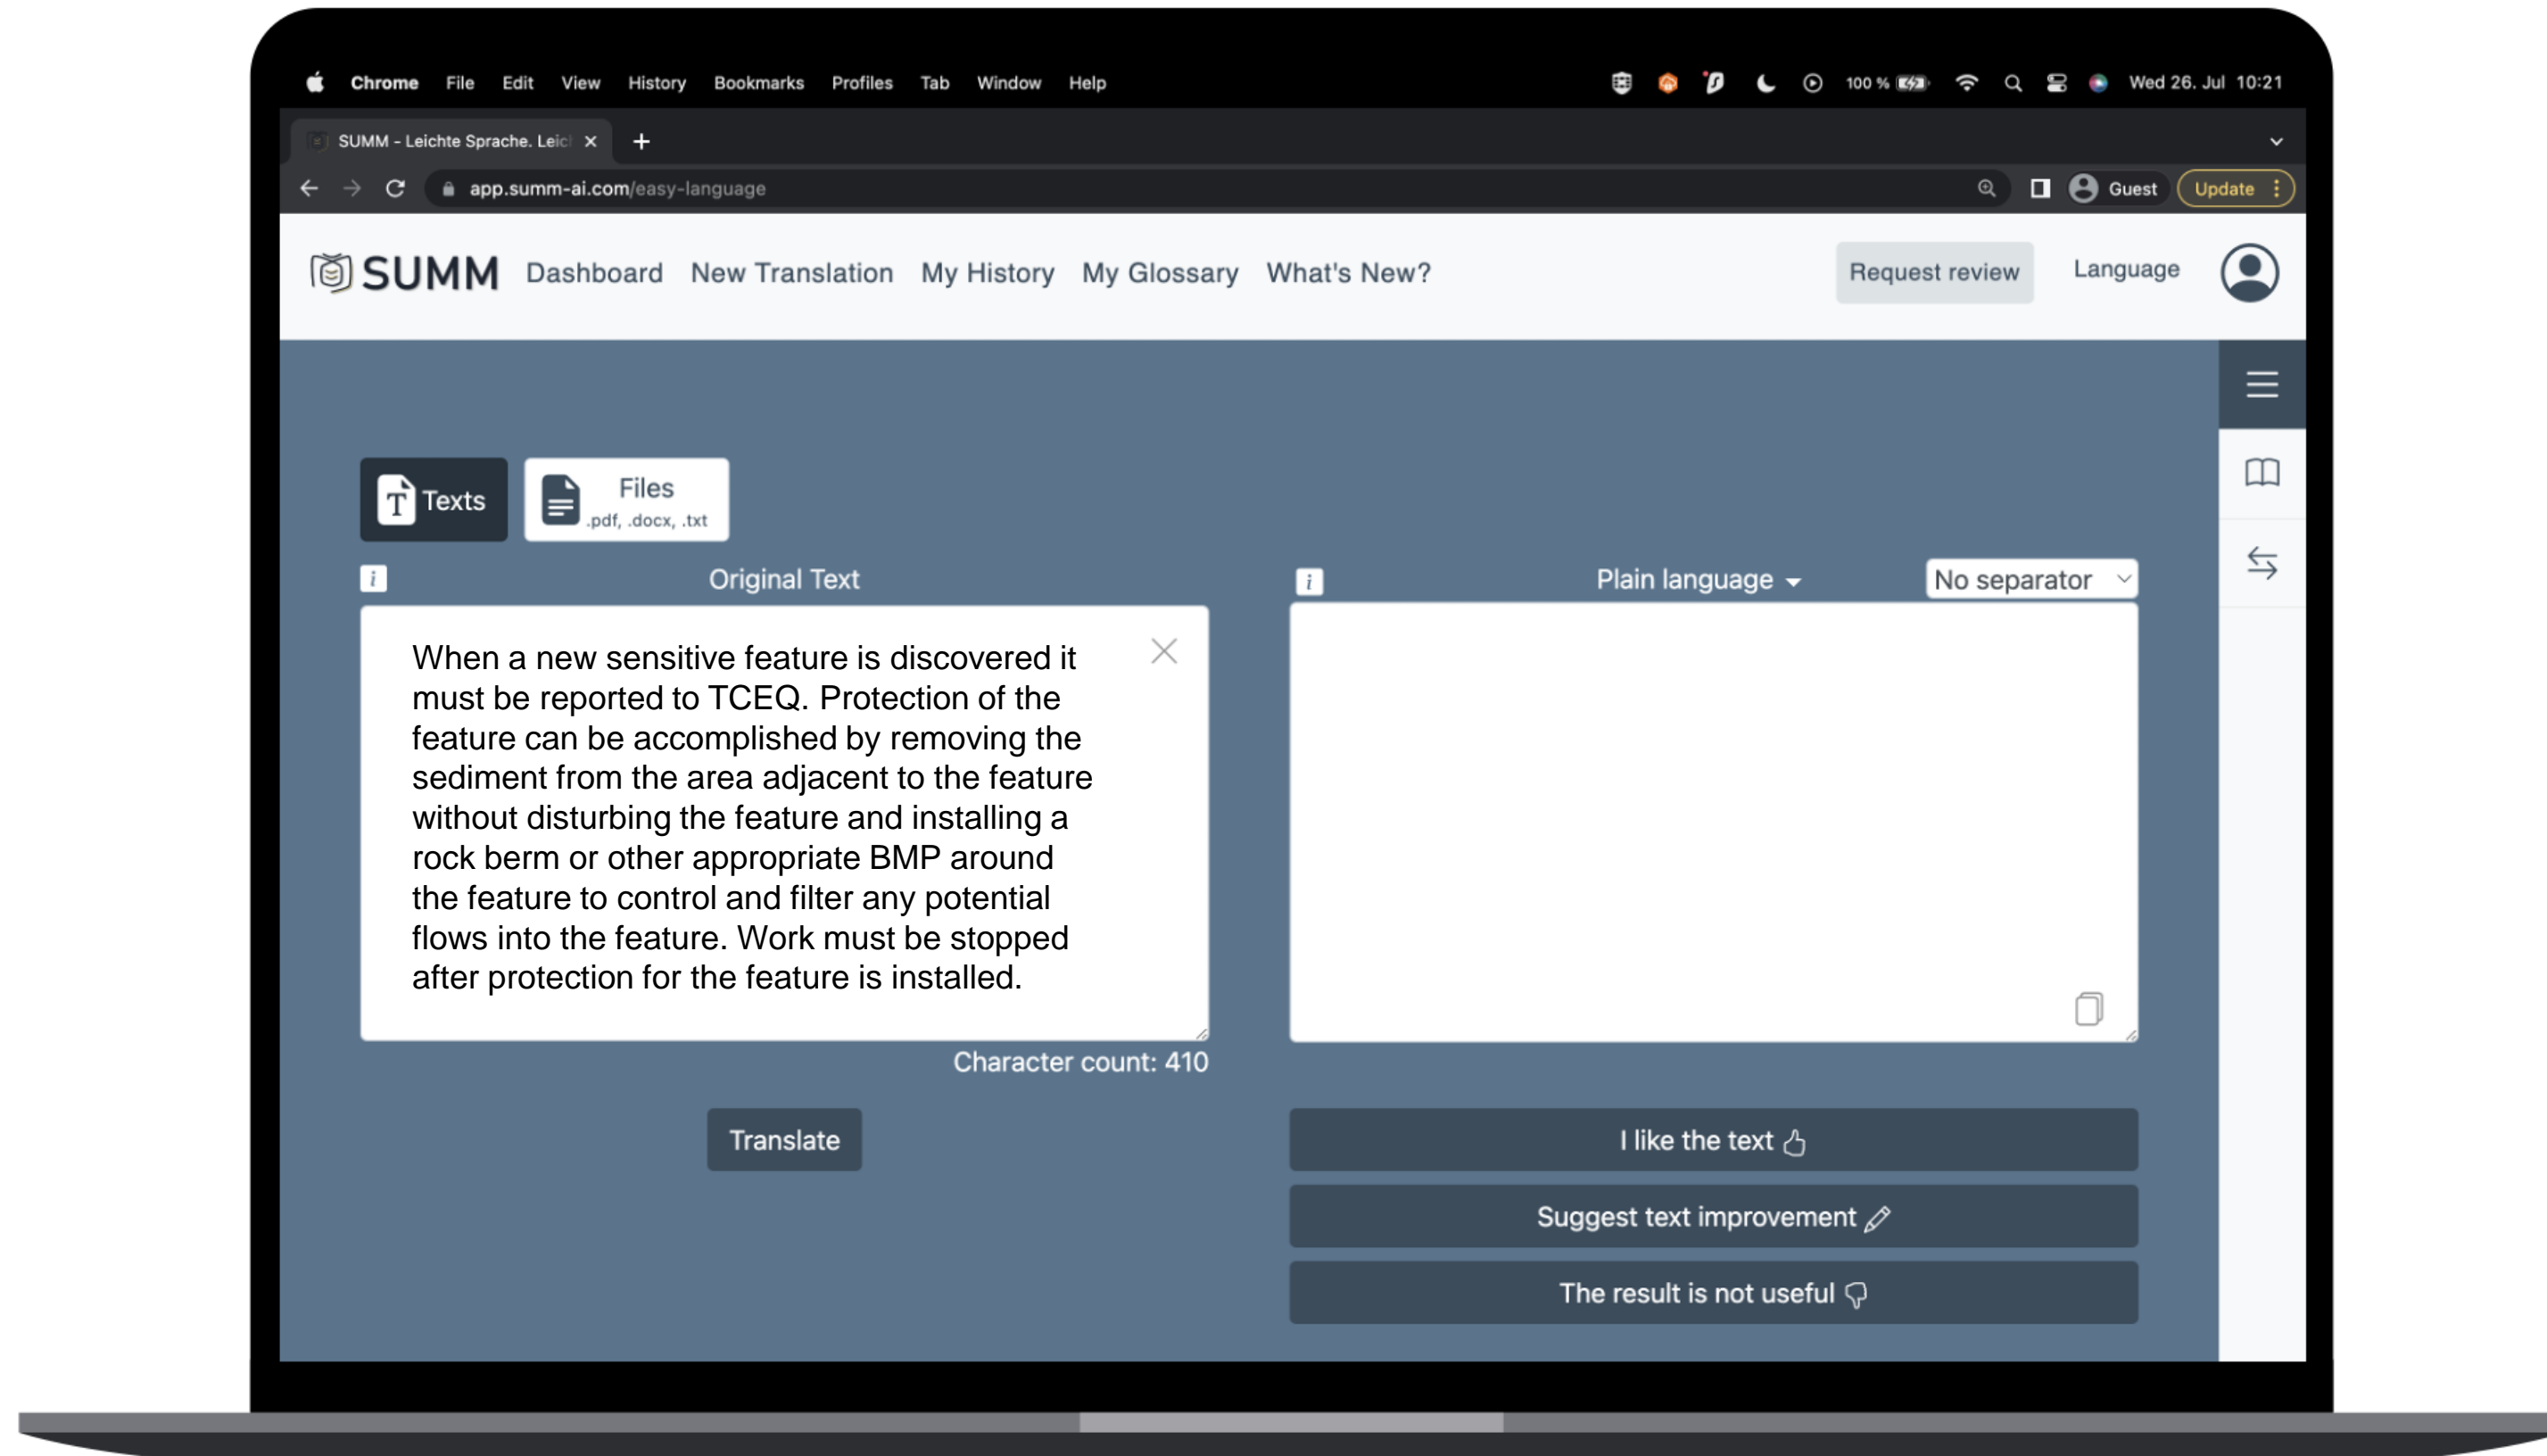 Chrome File Edit View History Bookmarks Profiles Tab Window Help 100 % Wed 26. Jul 10:21
SUMM - Leichte Sprache. Leic
app.summ-ai.com/easy-language Guest Update
SUMM Dashboard New Translation My History My Glossary What's New? Request review Language
T Texts
Files
.pdf, .docx, .txt
i Original Text
When a new sensitive feature is discovered it
must be reported to TCEQ. Protection of the
feature can be accomplished by removing the
sediment from the area adjacent to the feature
without disturbing the feature and installing a
rock berm or other appropriate BMP around
the feature to control and filter any potential
flows into the feature. Work must be stopped
after protection for the feature is installed.
Character count: 410
Translate
i Plain language No separator
I like the text
Suggest text improvement
The result is not useful